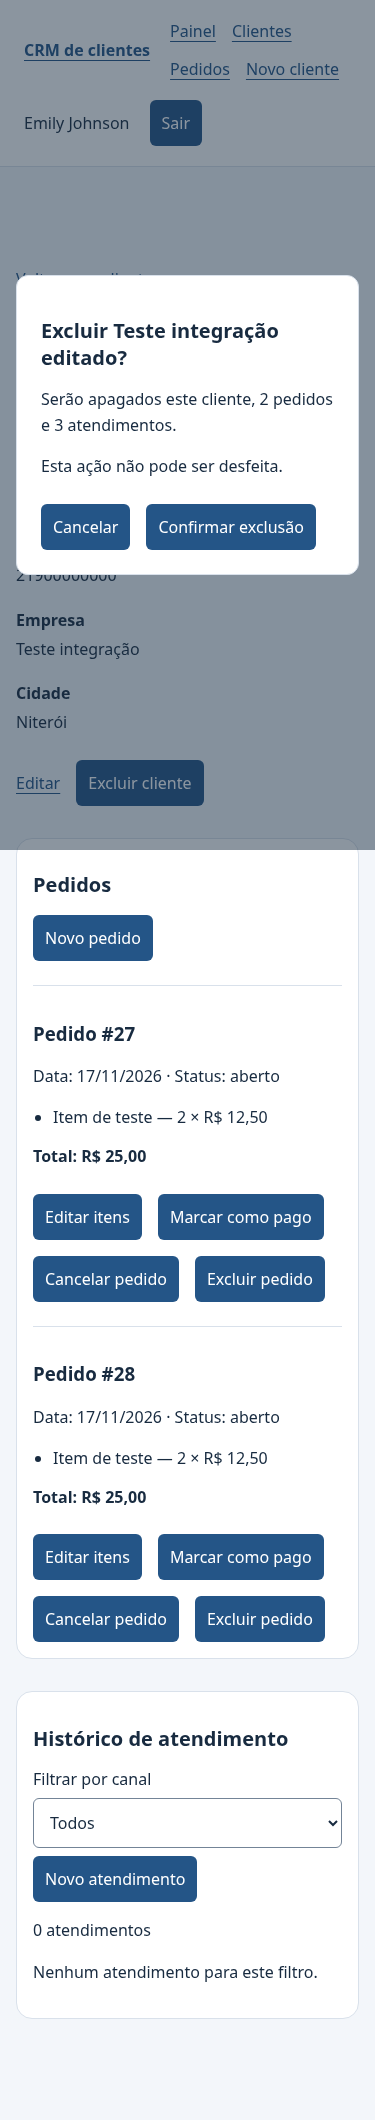 CRM de clientes
Painel Clientes
Pedidos Novo cliente
Emily Johnson Sair
Excluir Teste integração
editado?
Serão apagados este cliente, 2 pedidos
e 3 atendimentos.
Esta ação não pode ser desfeita.
Cancelar Confirmar exclusão
21900000000
Empresa
Teste integração
Cidade
Niterói
Editar Excluir cliente
Pedidos
Novo pedido
Pedido #27
Data: 17/11/2026 · Status: aberto
• Item de teste — 2 × R$ 12,50
Total: R$ 25,00
Editar itens Marcar como pago
Cancelar pedido Excluir pedido
Pedido #28
Data: 17/11/2026 · Status: aberto
• Item de teste — 2 × R$ 12,50
Total: R$ 25,00
Editar itens Marcar como pago
Cancelar pedido Excluir pedido
Histórico de atendimento
Filtrar por canal
Todos
Novo atendimento
0 atendimentos
Nenhum atendimento para este filtro.